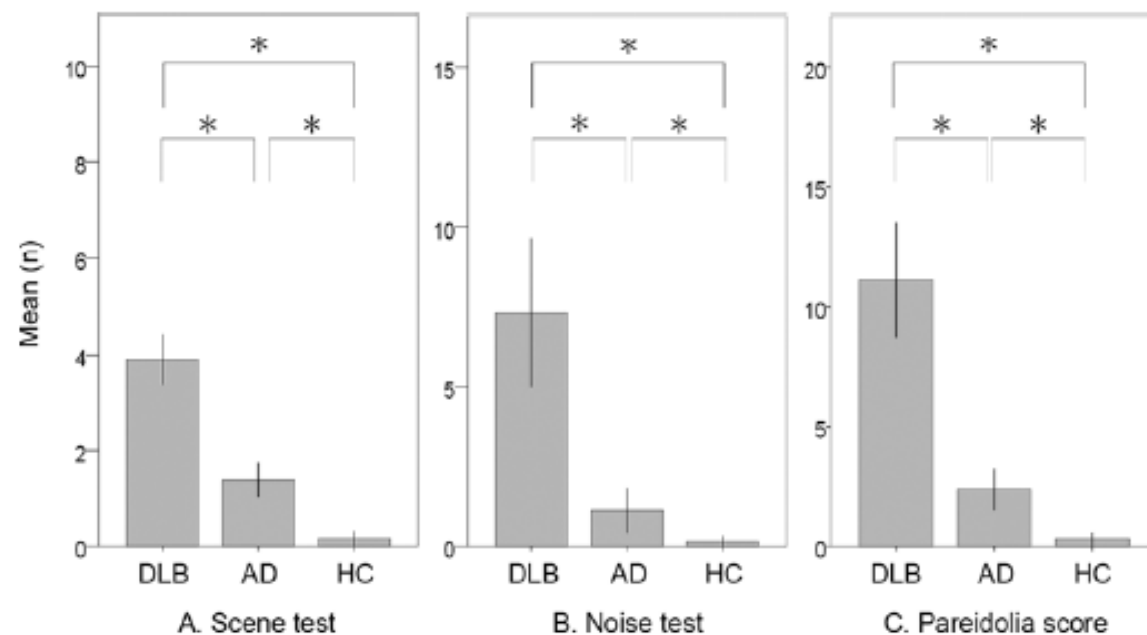 Mean (n)
10
8
6
4
2
0
*
*
*
DLB
AD
HC
A. Scene test
15
10
5
0
*
*
*
DLB
AD
HC
B. Noise test
20
15
10
5
0
*
*
*
DLB
AD
HC
C. Pareidolia score